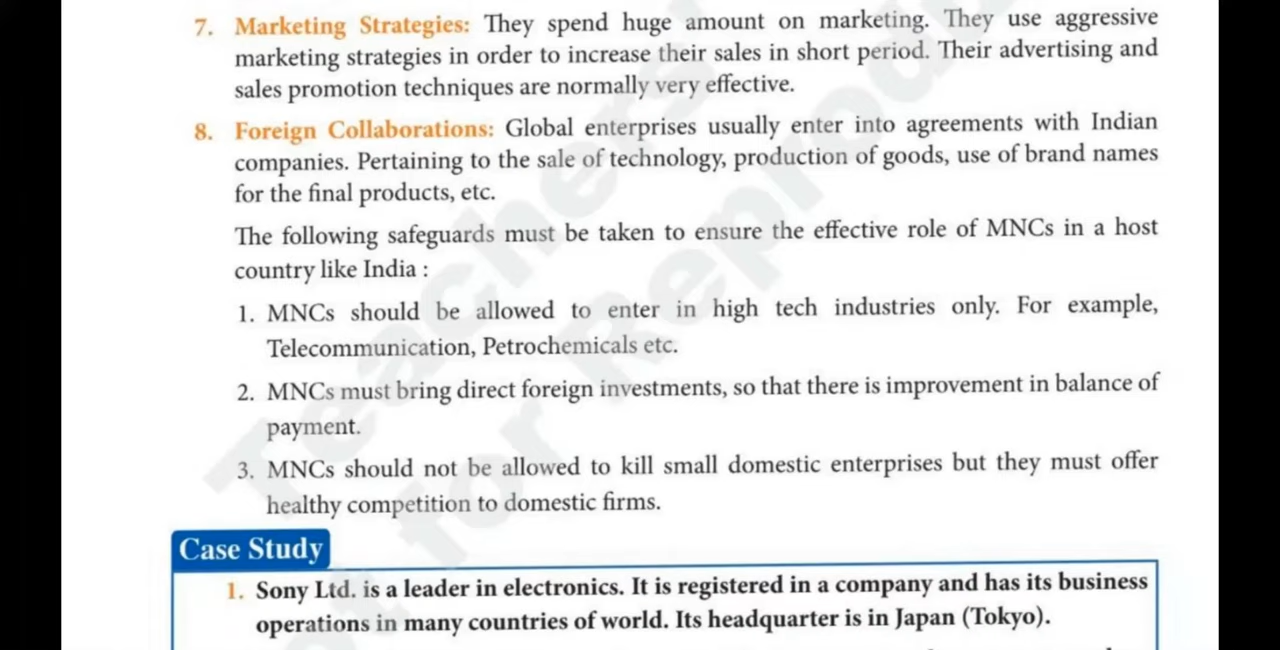 7. Marketing Strategies: They spend huge amount on marketing. They use aggressive
marketing strategies in order to increase their sales in short period. Their advertising and
sales promotion techniques are normally very effective.
8. Foreign Collaborations: Global enterprises usually enter into agreements with Indian
companies. Pertaining to the sale of technology, production of goods, use of brand names
for the final products, etc.
The following safeguards must be taken to ensure the effective role of MNCs in a host
country like India :
1. MNCs should be allowed to enter in high tech industries only. For example,
Telecommunication, Petrochemicals etc.
2. MNCs must bring direct foreign investments, so that there is improvement in balance of
payment.
3. MNCs should not be allowed to kill small domestic enterprises but they must offer
healthy competition to domestic firms.
Case Study
1. Sony Ltd. is a leader in electronics. It is registered in a company and has its business
operations in many countries of world. Its headquarter is in Japan (Tokyo).
Teachers
for